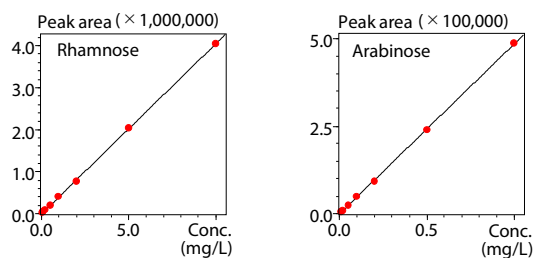 Peak area (×1,000,000)
Rhamnose
4.0
3.0
2.0
1.0
0.0
0.0 5.0 Conc.
(mg/L)
Peak area (×100,000)
Arabinose
5.0
2.5
0.0
0.0 0.5 Conc.
(mg/L)